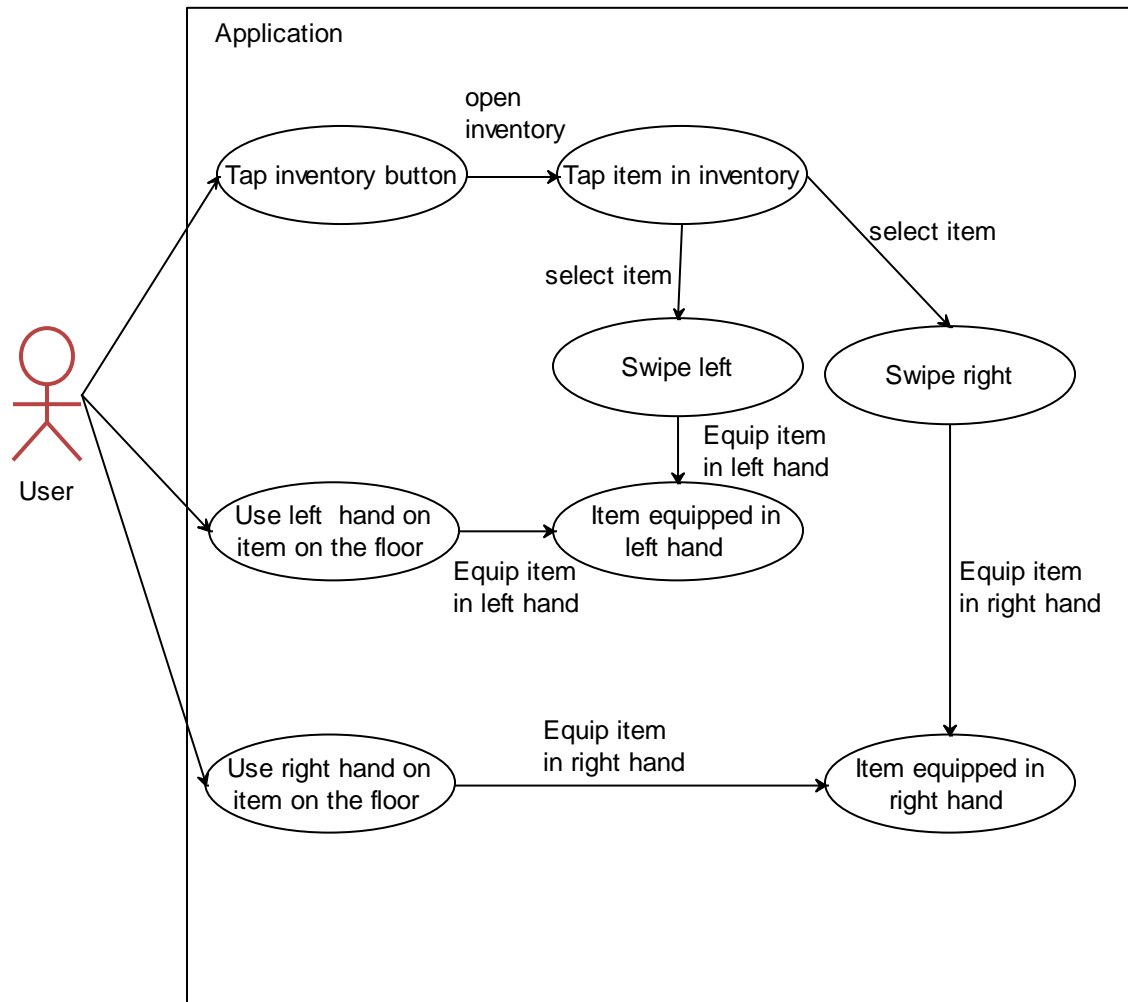 Application
open
inventory
Tap inventory button
Tap item in inventory
select item
select item
Swipe left
Swipe right
User
Equip item
in left hand
Use left  hand on
item on the floor
Item equipped in
left hand
Equip item
in left hand
Equip item
in right hand
Equip item
in right hand
Use right hand on
item on the floor
Item equipped in
right hand